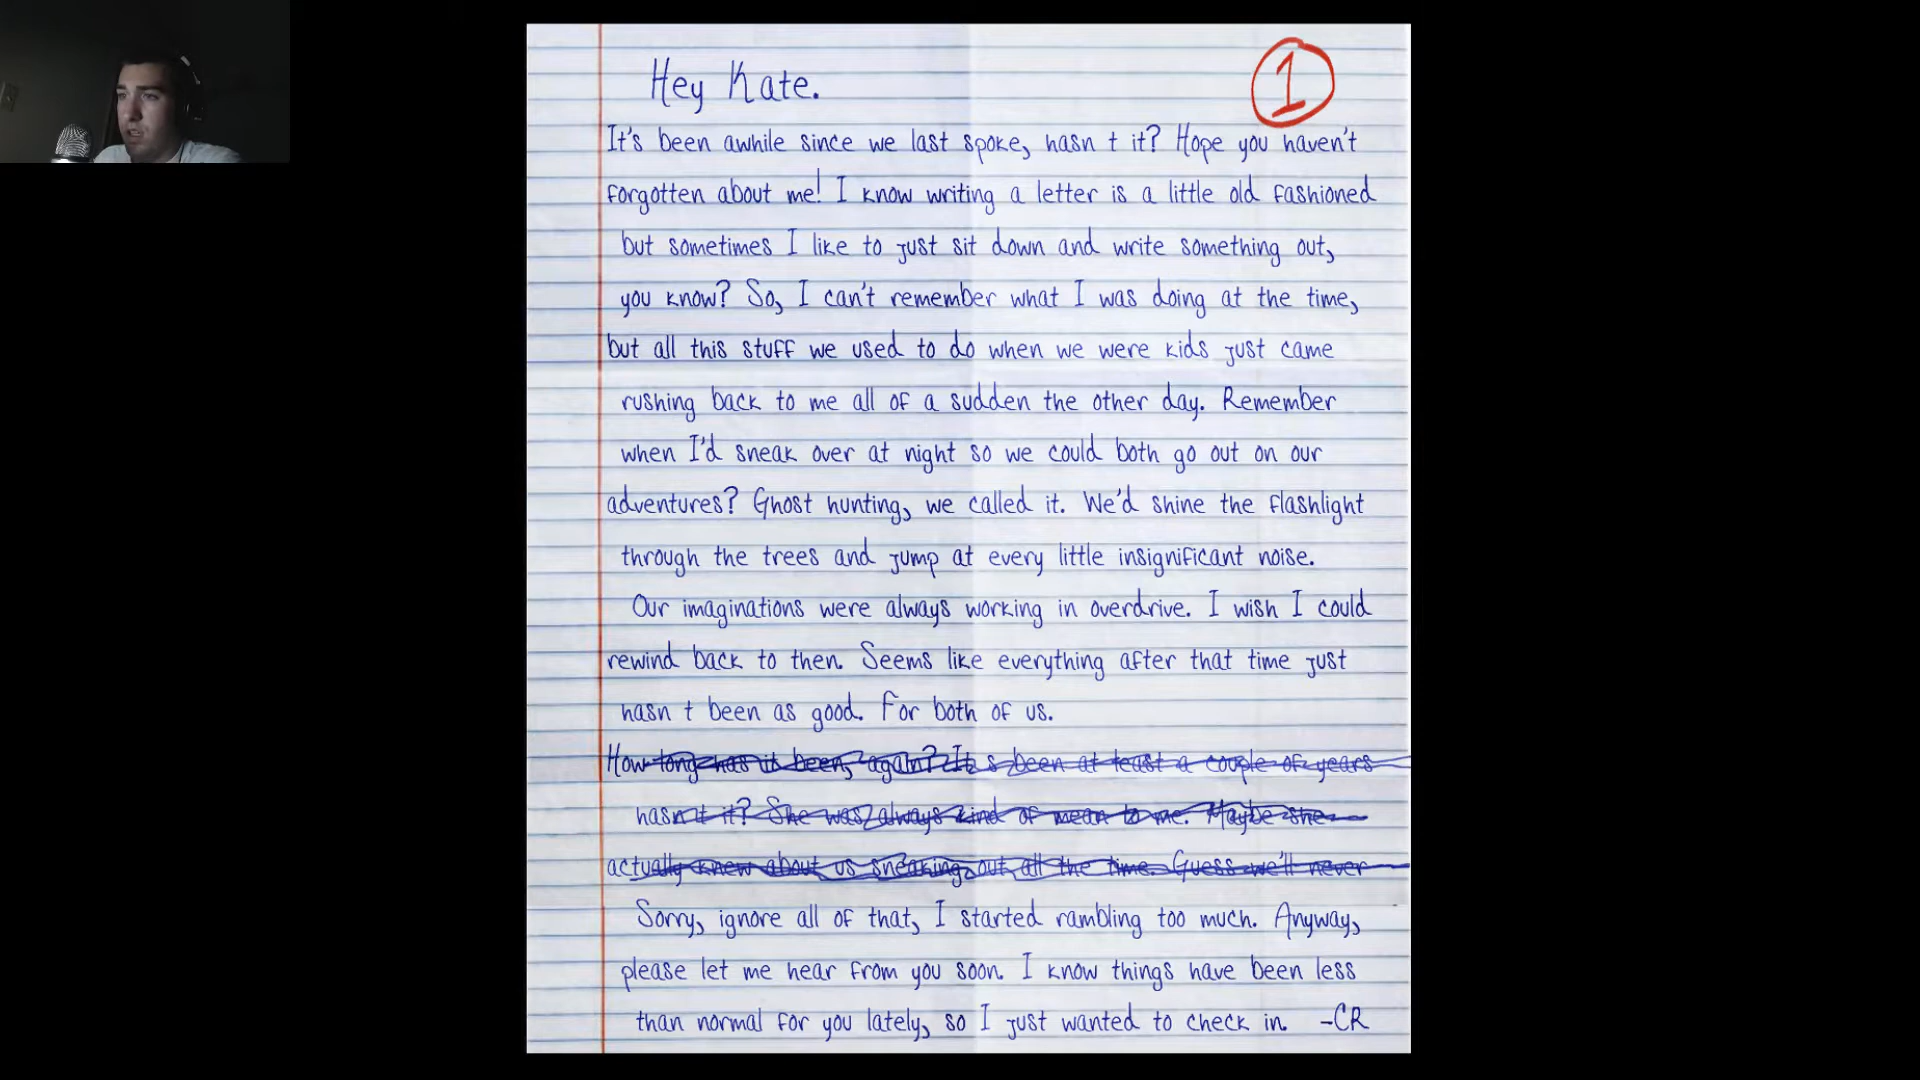 Hey Kate.
1
It's been awhile since we last spoke, hasn t it? Hope you haven't
forgotten about me! I know writing a letter is a little old fashioned
but sometimes I like to just sit down and write something out,
you know? So, I can't remember what I was doing at the time,
but all this stuff we used to do when we were kids just came
rushing back to me all of a sudden the other day. Remember
when I'd sneak over at night so we could both go out on our
adventures? Ghost hunting, we called it. We'd shine the flashlight
through the trees and jump at every little insignificant noise.
Our imaginations were always working in overdrive. I wish I could
rewind back to then. Seems like everything after that time just
hasn t been as good. For both of us.
How long has it been, again? It s been at least a couple of years
hasn t it? She was always kind of mean to me. Maybe she
actually knew about us sneaking out all the time. Guess we'll never
Sorry, ignore all of that, I started rambling too much. Anyway,
please let me hear from you soon. I know things have been less
than normal for you lately, so I just wanted to check in. -CR